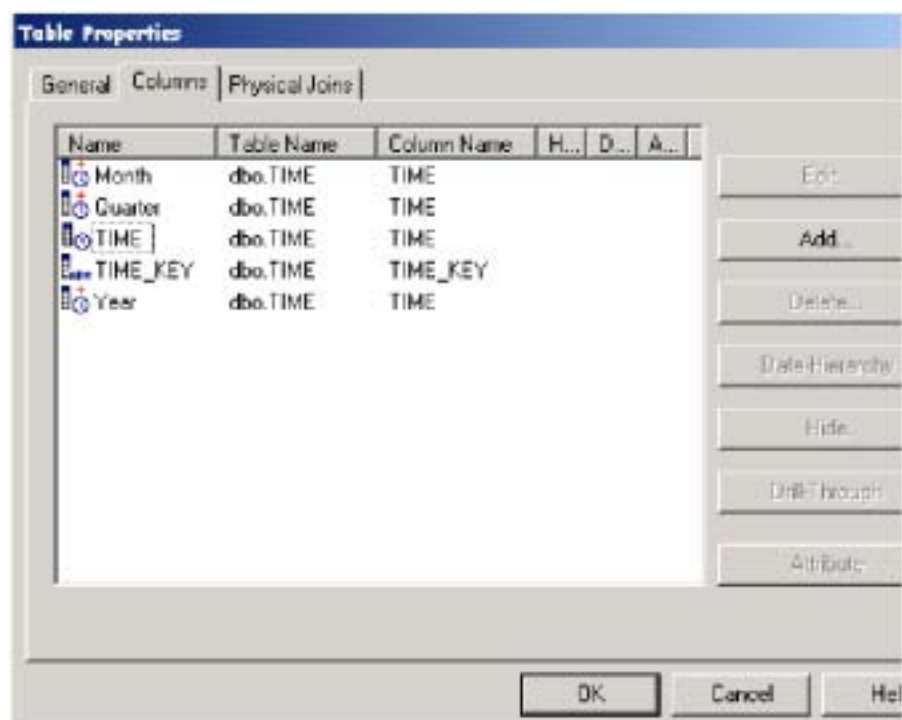 Table Properties
General Columns Physical Joins
Name Table Name Column Name H... D... A...
Month dbo.TIME TIME
Quarter dbo.TIME TIME
TIME dbo.TIME TIME
TIME_KEY dbo.TIME TIME_KEY
Year dbo.TIME TIME
Edit...
Add...
Delete...
Date-Hierarchy
Hide...
Drill-Through
Attribute
OK Cancel Hel